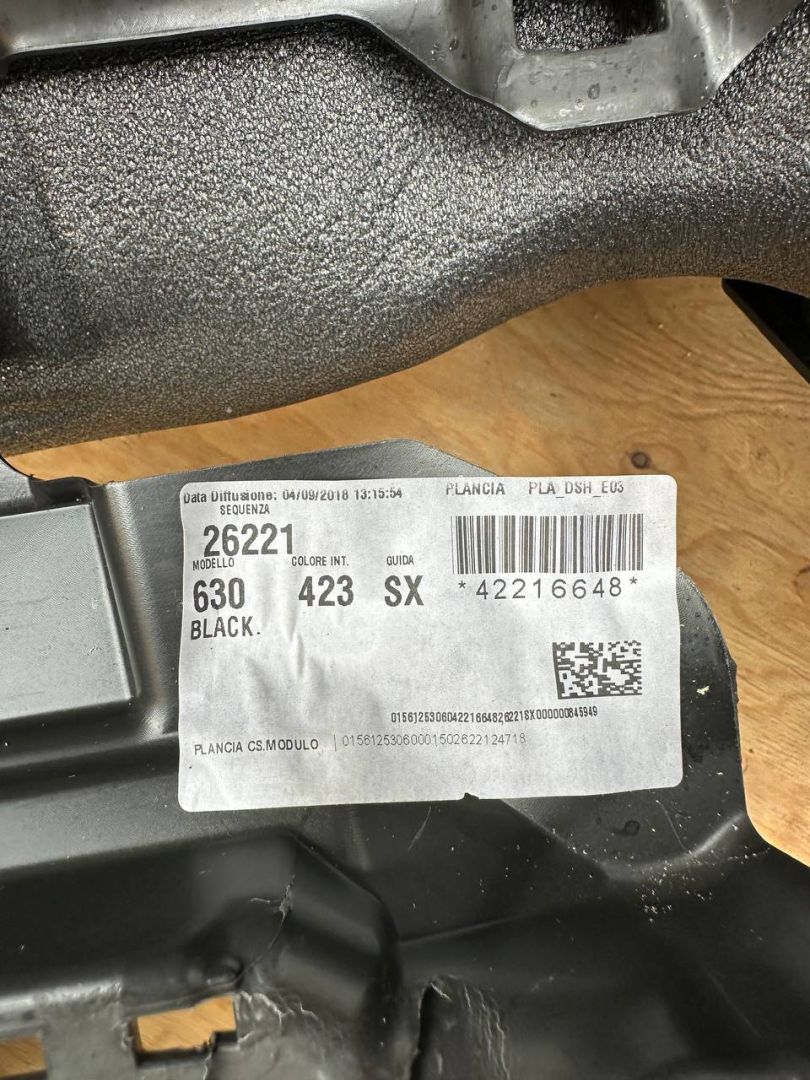 Data Diffusione: 04/09/2018 13:15:54
PLANCIA PLA_DSH_E03
SEQUENZA
26221
MODELLO COLORE INT. GUIDA
630 423 SX
*42216648*
BLACK.
015612530604221664826221SX000000845949
PLANCIA CS.MODULO | 015612530600015026221 24718